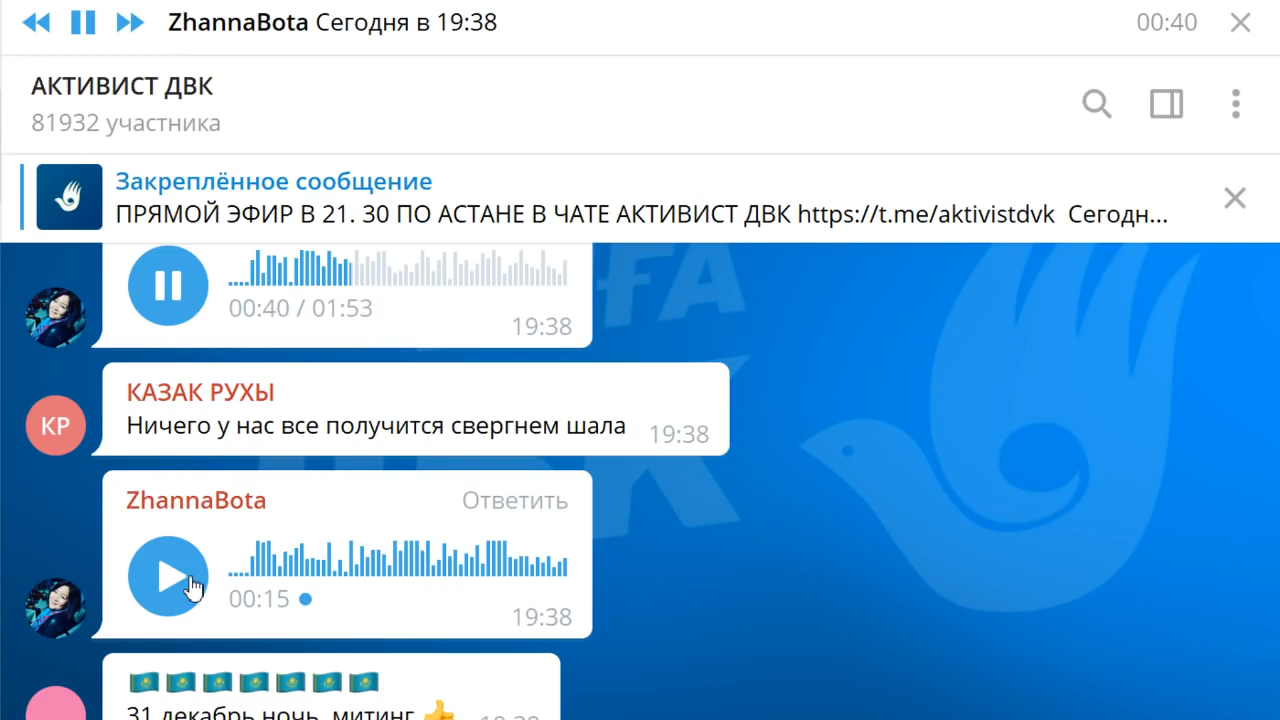 ZhannaBota Сегодня в 19:38
00:40
АКТИВИСТ ДВК
81932 участника
Закреплённое сообщение
ПРЯМОЙ ЭФИР В 21. 30 ПО АСТАНЕ В ЧАТЕ АКТИВИСТ ДВК https://t.me/aktivistdvk Сегодн...
00:40 / 01:53
19:38
КАЗАК РУХЫ
КР
Ничего у нас все получится свергнем шала
19:38
ZhannaBota
Ответить
00:15
19:38
31 декабрь ночь митинг